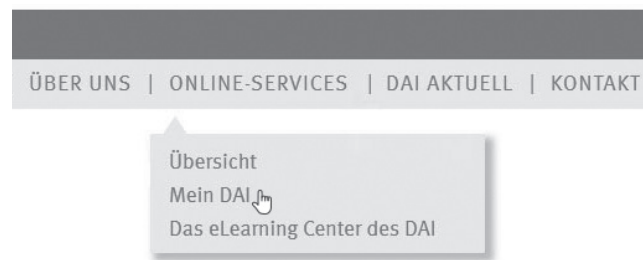 ÜBER UNS | ONLINE-SERVICES | DAI AKTUELL | KONTAKT
Übersicht
Mein DAI
Das eLearning Center des DAI